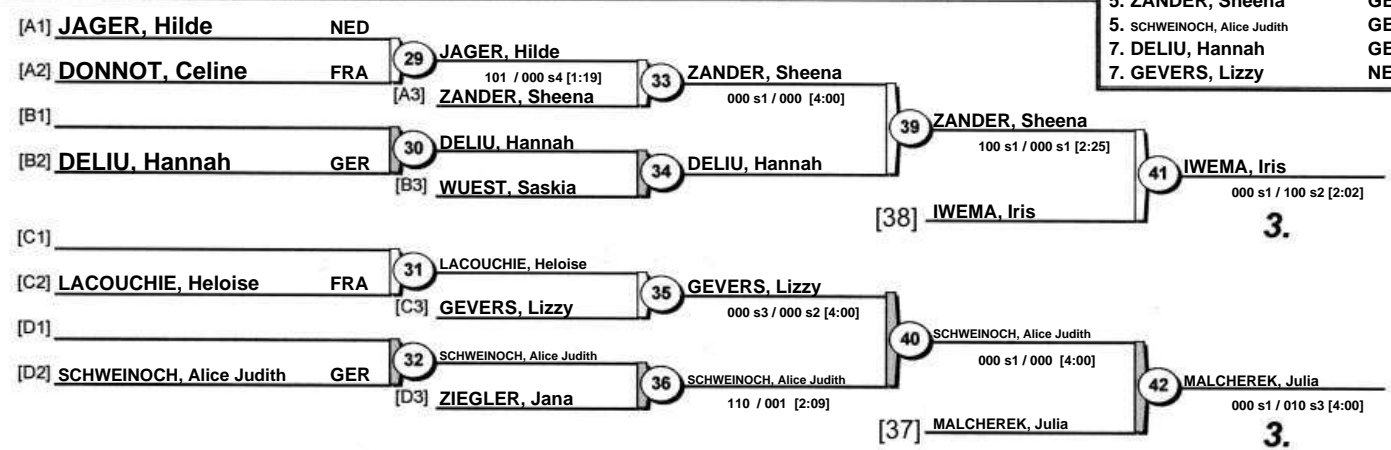 5. ZANDER, Sheena
5. SCHWEINOCH, Alice Judith
7. DELIU, Hannah
7. GEVERS, Lizzy
[A1] JAGER, Hilde NED
[A2] DONNOT, Celine FRA
29
JAGER, Hilde
101 / 000 s4 [1:19]
[A3] ZANDER, Sheena
33
ZANDER, Sheena
000 s1 / 000 [4:00]
[B1]
[B2] DELIU, Hannah GER
30
DELIU, Hannah
[B3] WUEST, Saskia
34
DELIU, Hannah
39
ZANDER, Sheena
100 s1 / 000 s1 [2:25]
[38] IWEMA, Iris
41
IWEMA, Iris
000 s1 / 100 s2 [2:02]
3.
[C1]
[C2] LACOUCHIE, Heloise FRA
31
LACOUCHIE, Heloise
[C3] GEVERS, Lizzy
35
GEVERS, Lizzy
000 s3 / 000 s2 [4:00]
[D1]
[D2] SCHWEINOCH, Alice Judith GER
32
SCHWEINOCH, Alice Judith
[D3] ZIEGLER, Jana
36
SCHWEINOCH, Alice Judith
110 / 001 [2:09]
40
SCHWEINOCH, Alice Judith
000 s1 / 000 [4:00]
[37] MALCHEREK, Julia
42
MALCHEREK, Julia
000 s1 / 010 s3 [4:00]
3.